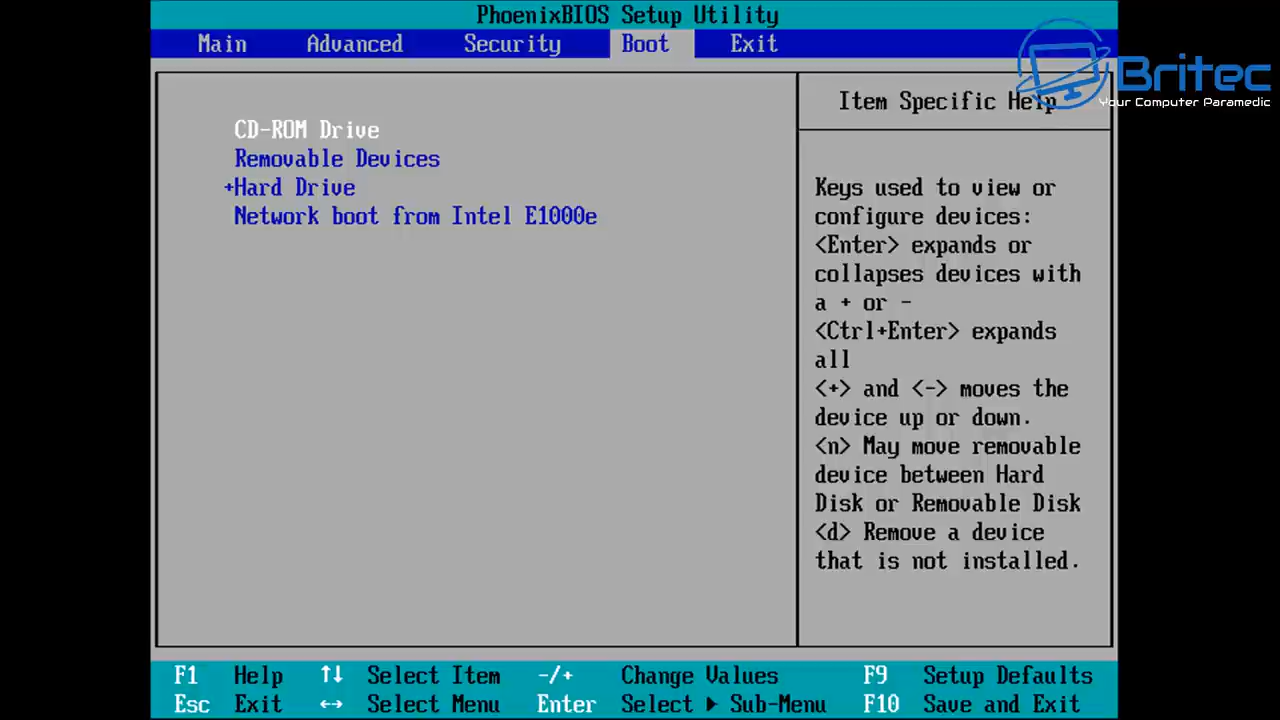 PhoenixBIOS Setup Utility
Main Advanced Security Boot Exit
Britec
Your Computer Paramedic
CD-ROM Drive
Removable Devices
+Hard Drive
Network boot from Intel E1000e
Item Specific Help
Keys used to view or
configure devices:
<Enter> expands or
collapses devices with
a + or -
<Ctrl+Enter> expands
all
<+> and <-> moves the
device up or down.
<n> May move removable
device between Hard
Disk or Removable Disk
<d> Remove a device
that is not installed.
F1 Help ↑↓ Select Item -/+ Change Values F9 Setup Defaults
Esc Exit ↔ Select Menu Enter Select ▶ Sub-Menu F10 Save and Exit